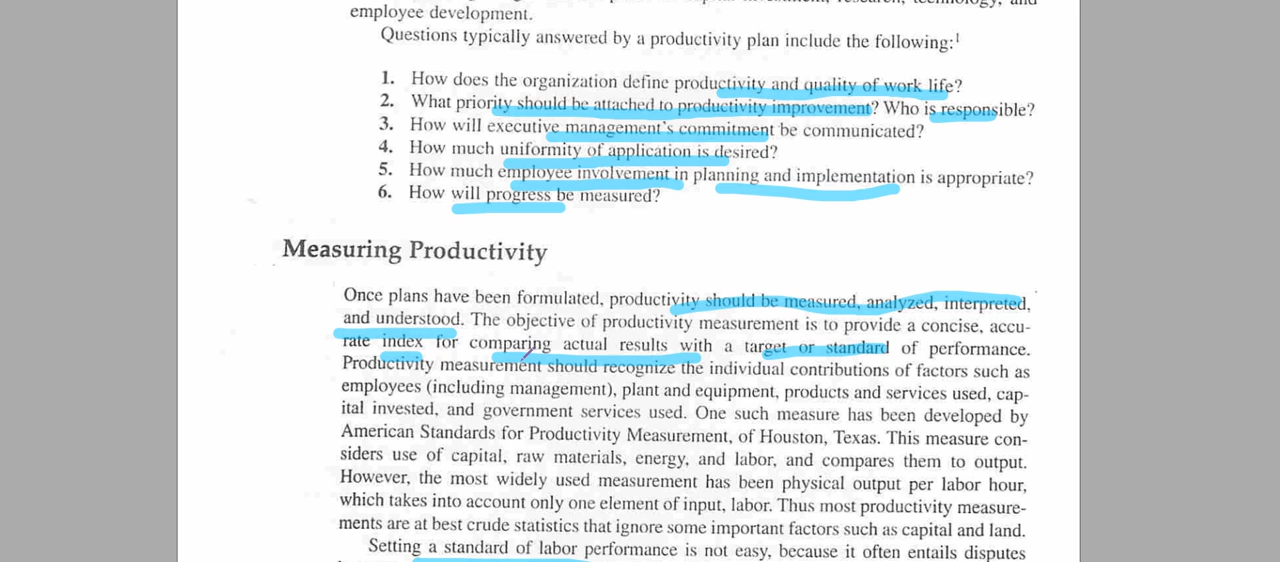 employee development.
Questions typically answered by a productivity plan include the following:¹
1. How does the organization define productivity and quality of work life?
2. What priority should be attached to productivity improvement? Who is responsible?
3. How will executive management's commitment be communicated?
4. How much uniformity of application is desired?
5. How much employee involvement in planning and implementation is appropriate?
6. How will progress be measured?
Measuring Productivity
Once plans have been formulated, productivity should be measured, analyzed, interpreted,
and understood. The objective of productivity measurement is to provide a concise, accu-
rate index for comparing actual results with a target or standard of performance.
Productivity measurement should recognize the individual contributions of factors such as
employees (including management), plant and equipment, products and services used, cap-
ital invested, and government services used. One such measure has been developed by
American Standards for Productivity Measurement, of Houston, Texas. This measure con-
siders use of capital, raw materials, energy, and labor, and compares them to output.
However, the most widely used measurement has been physical output per labor hour,
which takes into account only one element of input, labor. Thus most productivity measure-
ments are at best crude statistics that ignore some important factors such as capital and land.
Setting a standard of labor performance is not easy, because it often entails disputes